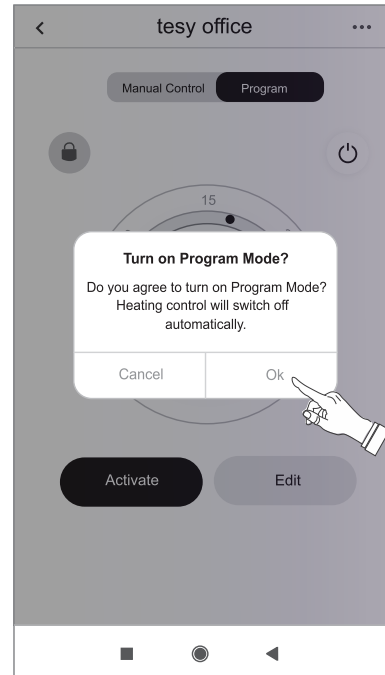 tesy office
Manual Control Program
15
Turn on Program Mode?
Do you agree to turn on Program Mode?
Heating control will switch off
automatically.
Cancel Ok
Activate Edit